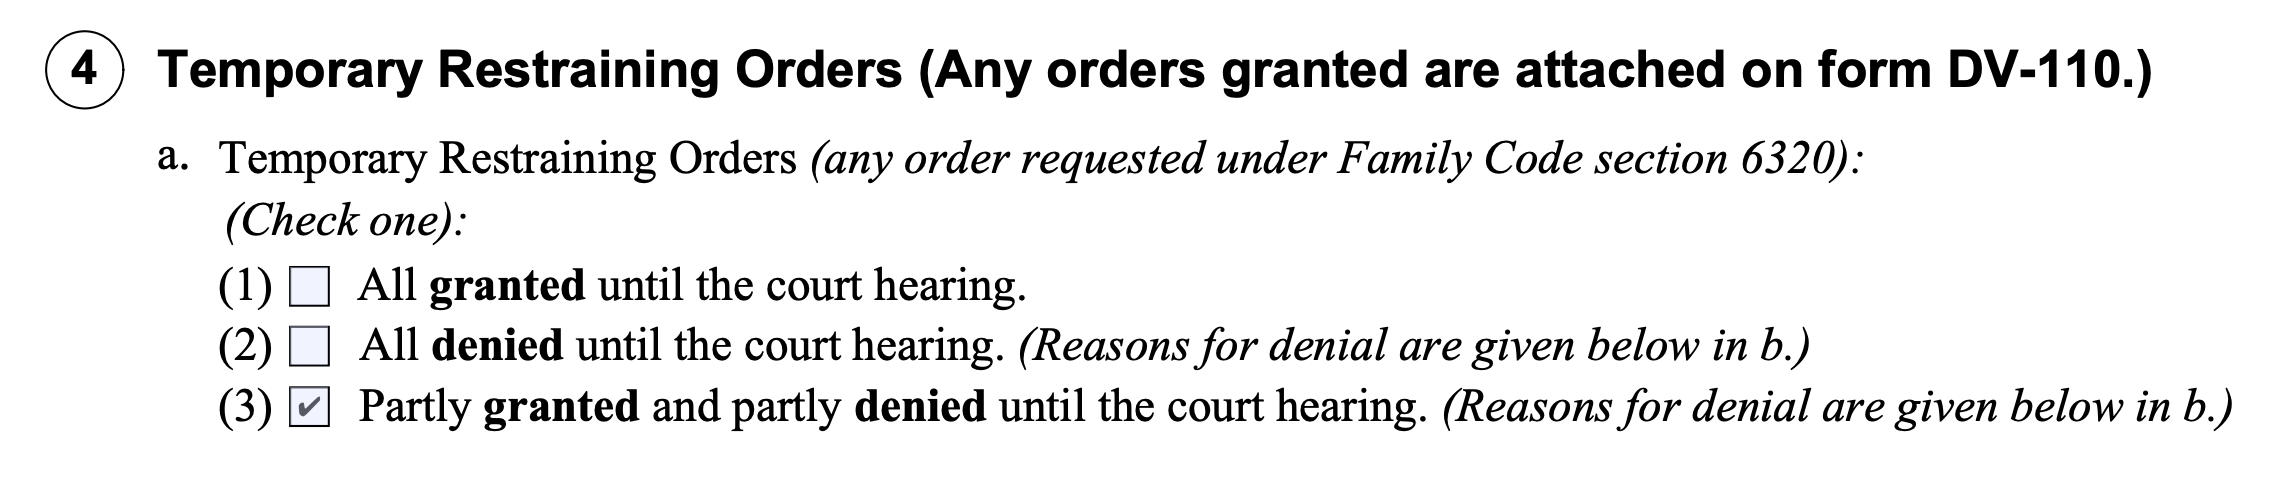 4 Temporary Restraining Orders (Any orders granted are attached on form DV-110.)
a. Temporary Restraining Orders (any order requested under Family Code section 6320):
(Check one):
(1) ☐ All granted until the court hearing.
(2) ☐ All denied until the court hearing. (Reasons for denial are given below in b.)
(3) ☑ Partly granted and partly denied until the court hearing. (Reasons for denial are given below in b.)